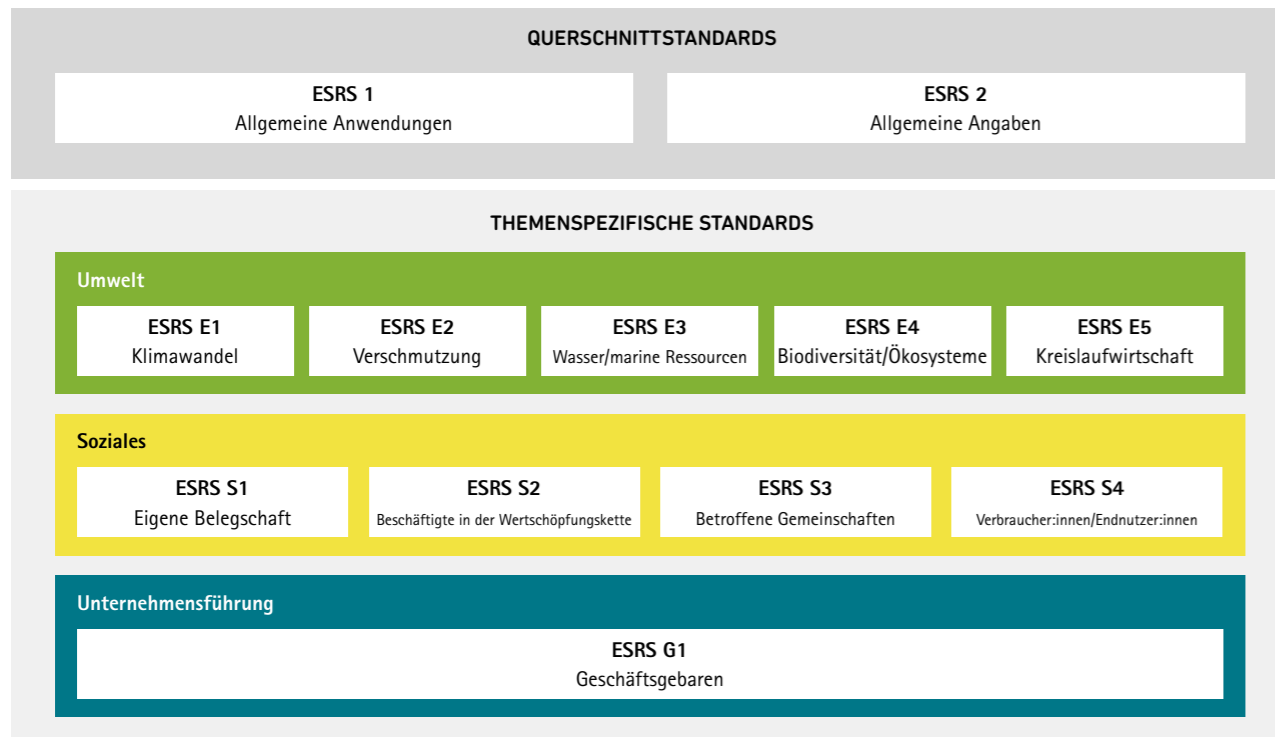 QUERSCHNITTSTANDARDS
ESRS 1
Allgemeine Anwendungen
ESRS 2
Allgemeine Angaben
THEMENSPEZIFISCHE STANDARDS
Umwelt
ESRS E1
Klimawandel
ESRS E2
Verschmutzung
ESRS E3
Wasser/marine Ressourcen
ESRS E4
Biodiversität/Ökosysteme
ESRS E5
Kreislaufwirtschaft
Soziales
ESRS S1
Eigene Belegschaft
ESRS S2
Beschäftigte in der Wertschöpfungskette
ESRS S3
Betroffene Gemeinschaften
ESRS S4
Verbraucher:innen/Endnutzer:innen
Unternehmensführung
ESRS G1
Geschäftsgebaren